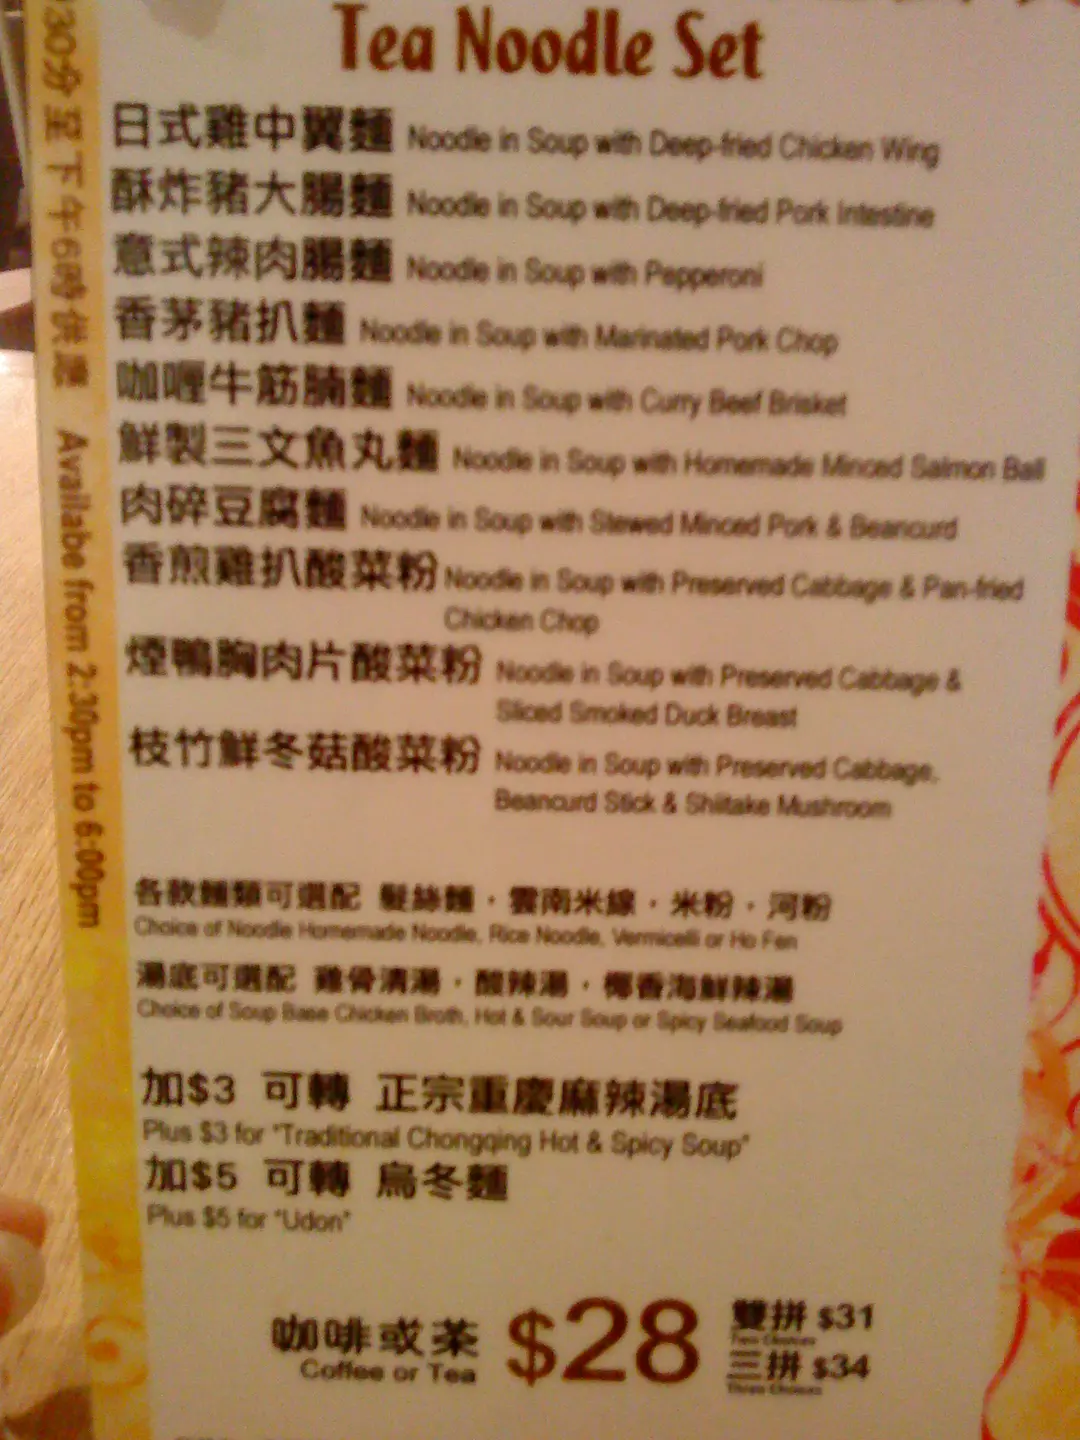 Tea Noodle Set
日式雞中翼麵 Noodle in Soup with Deep-fried Chicken Wing
酥炸豬大腸麵 Noodle in Soup with Deep-fried Pork Intestine
意式辣肉腸麵 Noodle in Soup with Pepperoni
香茅豬扒麵 Noodle in Soup with Marinated Pork Chop
咖喱牛筋腩麵 Noodle in Soup with Curry Beef Brisket
鮮製三文魚丸麵 Noodle in Soup with Homemade Minced Salmon Ball
肉碎豆腐麵 Noodle in Soup with Stewed Minced Pork & Beancurd
香煎雞扒酸菜粉 Noodle in Soup with Preserved Cabbage & Pan-fried
Chicken Chop
煙鴨胸肉片酸菜粉 Noodle in Soup with Preserved Cabbage &
Sliced Smoked Duck Breast
枝竹鮮冬菇酸菜粉 Noodle in Soup with Preserved Cabbage,
Beancurd Stick & Shiitake Mushroom
各款麵類可選配 髮絲麵．雲南米線．米粉．河粉
Choice of Noodle Homemade Noodle, Rice Noodle, Vermicelli or Ho Fen
湯底可選配 雞骨清湯．酸辣湯．椰香海鮮辣湯
Choice of Soup Base Chicken Broth, Hot & Sour Soup or Spicy Seafood Soup
加$3 可轉 正宗重慶麻辣湯底
Plus $3 for "Traditional Chongqing Hot & Spicy Soup"
加$5 可轉 烏冬麵
Plus $5 for "Udon"
咖啡或茶 $28 雙拼 $31
Two Choices
Coffee or Tea 三拼 $34
Three Choices
30分至下午6時供應 Availabe from 2:30pm to 6:00pm